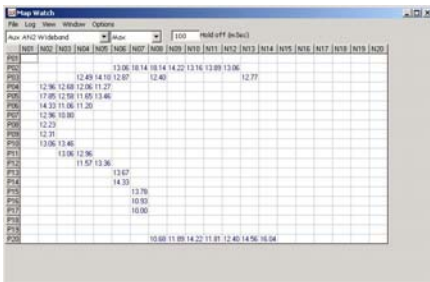 Map Watch
File Log View Window Options
Aux AN2 Wideband Max 100 Hold off (mSec)
N01 N02 N03 N04 N05 N06 N07 N08 N09 N10 N11 N12 N13 N14 N15 N16 N17 N18 N19 N20
P01
P02 13.06 18.14 18.14 14.22 13.16 13.89 13.06
P03 12.49 14.10 12.87 12.40 12.77
P04 12.96 12.68 12.06 11.27
P05 17.85 12.58 11.65 13.46
P06 14.33 11.06 11.20
P07 12.96 10.80
P08 12.23
P09 12.31
P10 13.06 13.46
P11 13.06 12.96
P12 11.57 13.36
P13 13.67
P14 14.33
P15 13.78
P16 10.93
P17 10.00
P18
P19
P20 10.68 11.89 14.22 11.81 12.40 14.56 16.04